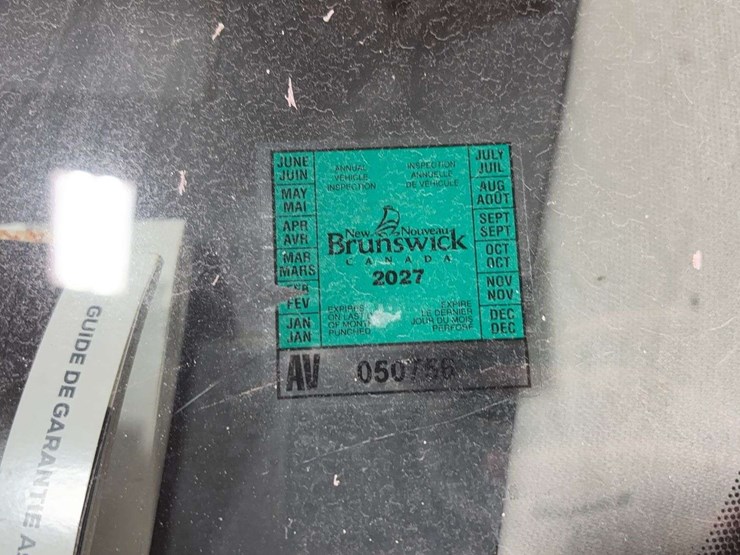 JUNE
JUIN
MAY
MAI
APR
AVR
MAR
MARS
FEV
JAN
JAN
ANNUAL
VEHICLE
INSPECTION
INSPECTION
ANNUELLE
DE VÉHICULE
New Nouveau
Brunswick
CANADA
2027
EXPIRES
ON LAST
OF MONTH
PUNCHED
EXPIRE
LE DERNIER
JOUR DU MOIS
PERFORÉ
JULY
JUIL
AUG
AOÛT
SEPT
SEPT
OCT
OCT
NOV
NOV
DEC
DEC
AV 050756
GUIDE DE GARANTIE